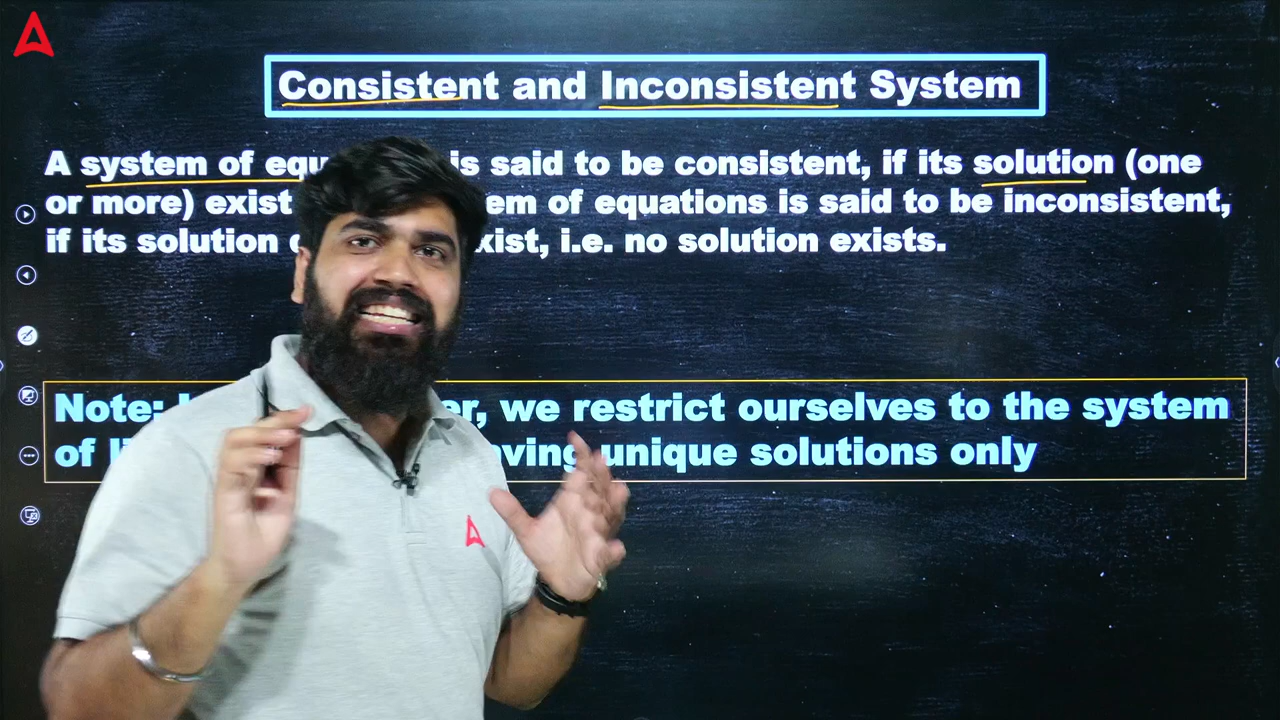 Consistent and Inconsistent System
A system of equ is said to be consistent, if its solution (one
or more) exist em of equations is said to be inconsistent,
if its solution xist, i.e. no solution exists.
Note: er, we restrict ourselves to the system
of li aving unique solutions only